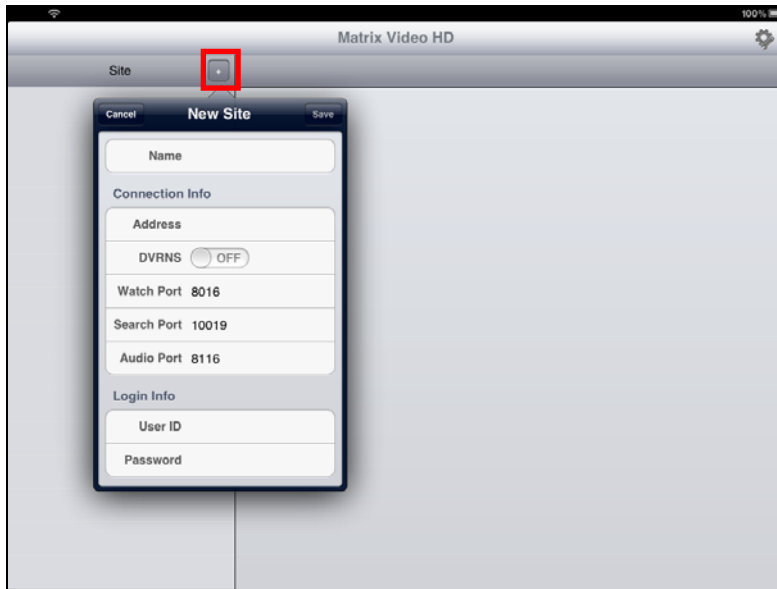 100%
Matrix Video HD
Site +
Cancel New Site Save
Name
Connection Info
Address
DVRNS OFF
Watch Port 8016
Search Port 10019
Audio Port 8116
Login Info
User ID
Password